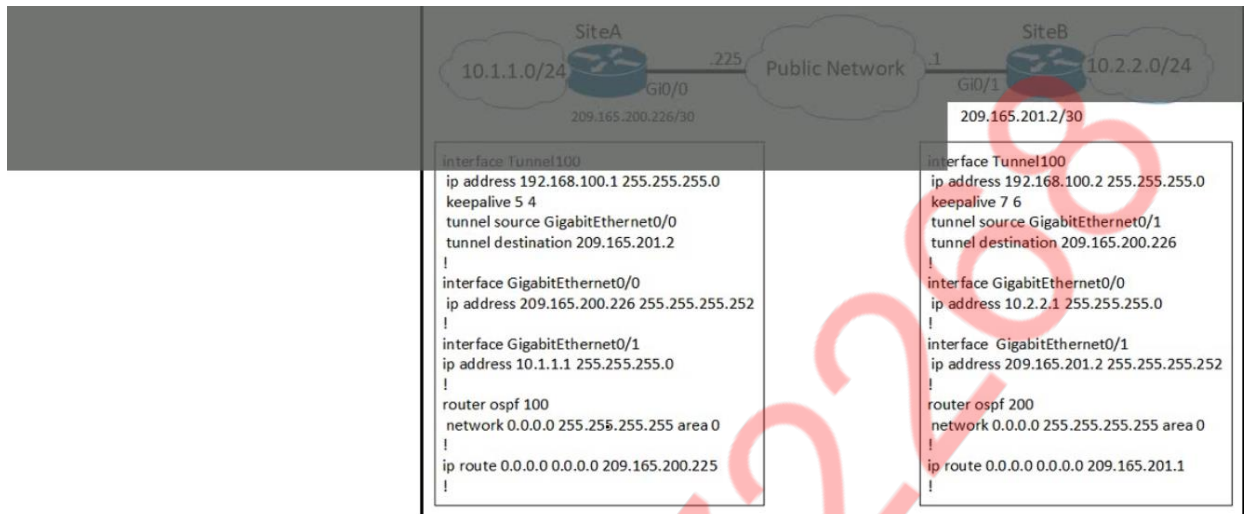 SiteA
SiteB
10.1.1.0/24
.225
Public Network
.1
10.2.2.0/24
Gi0/0
Gi0/1
209.165.200.226/30
209.165.201.2/30
interface Tunnel100
ip address 192.168.100.1 255.255.255.0
keepalive 5 4
tunnel source GigabitEthernet0/0
tunnel destination 209.165.201.2
!
interface GigabitEthernet0/0
ip address 209.165.200.226 255.255.255.252
!
interface GigabitEthernet0/1
ip address 10.1.1.1 255.255.255.0
!
router ospf 100
network 0.0.0.0 255.255.255.255 area 0
!
ip route 0.0.0.0 0.0.0.0 209.165.200.225
!
interface Tunnel100
ip address 192.168.100.2 255.255.255.0
keepalive 7 6
tunnel source GigabitEthernet0/1
tunnel destination 209.165.200.226
!
interface GigabitEthernet0/0
ip address 10.2.2.1 255.255.255.0
!
interface GigabitEthernet0/1
ip address 209.165.201.2 255.255.255.252
!
router ospf 200
network 0.0.0.0 255.255.255.255 area 0
!
ip route 0.0.0.0 0.0.0.0 209.165.201.1
!